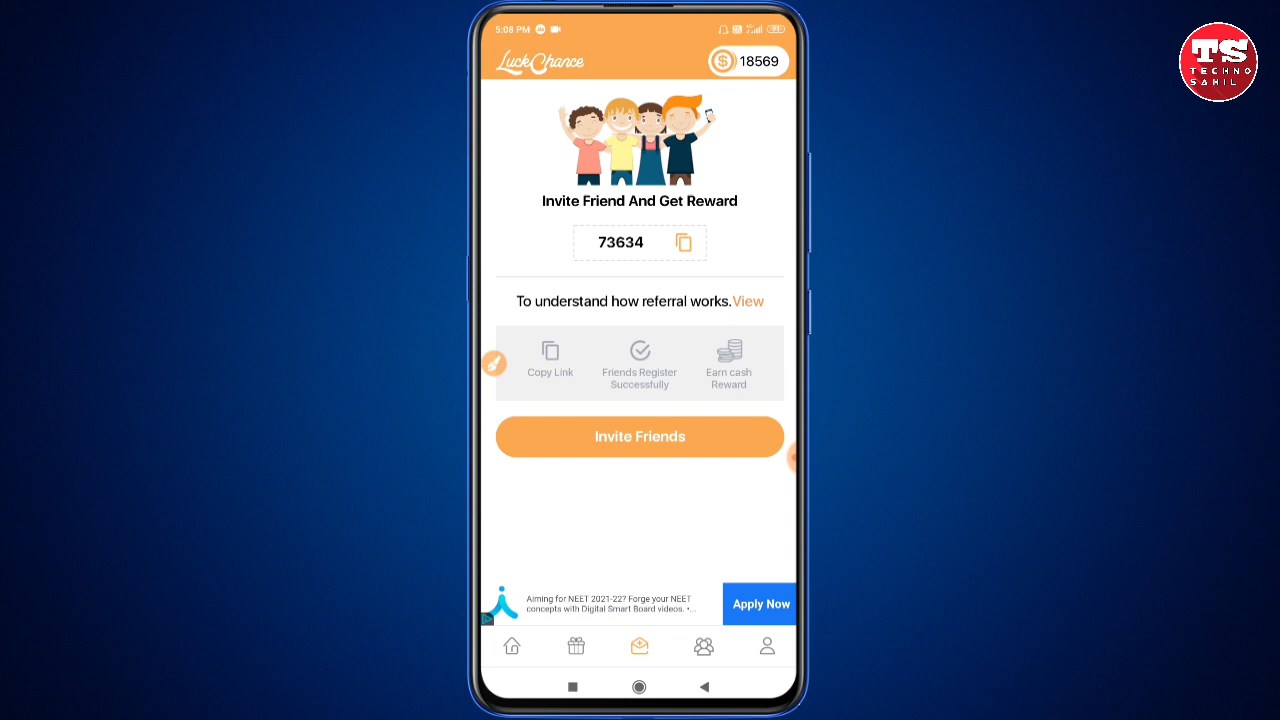 5:08 PM
LuckChance
18569
TS
TECHNO
SAHIL
Invite Friend And Get Reward
73634
To understand how referral works.View
Copy Link
Friends Register
Successfully
Earn cash
Reward
Invite Friends
Aiming for NEET 2021-22? Forge your NEET
concepts with Digital Smart Board videos. •...
Apply Now